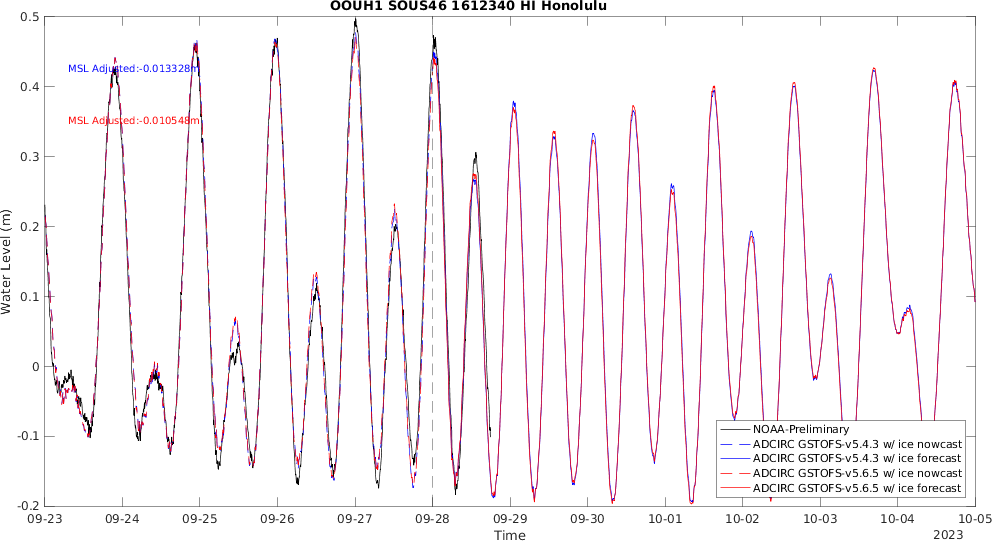 OOUH1 SOUS46 1612340 HI Honolulu
0.5
0.4
0.3
0.2
0.1
0
-0.1
-0.2
Water Level (m)
MSL Adjusted:-0.013328m
MSL Adjusted:-0.010548m
NOAA-Preliminary
ADCIRC GSTOFS-v5.4.3 w/ ice nowcast
ADCIRC GSTOFS-v5.4.3 w/ ice forecast
ADCIRC GSTOFS-v5.6.5 w/ ice nowcast
ADCIRC GSTOFS-v5.6.5 w/ ice forecast
09-23 09-24 09-25 09-26 09-27 09-28 09-29 09-30 10-01 10-02 10-03 10-04 10-05
Time
2023